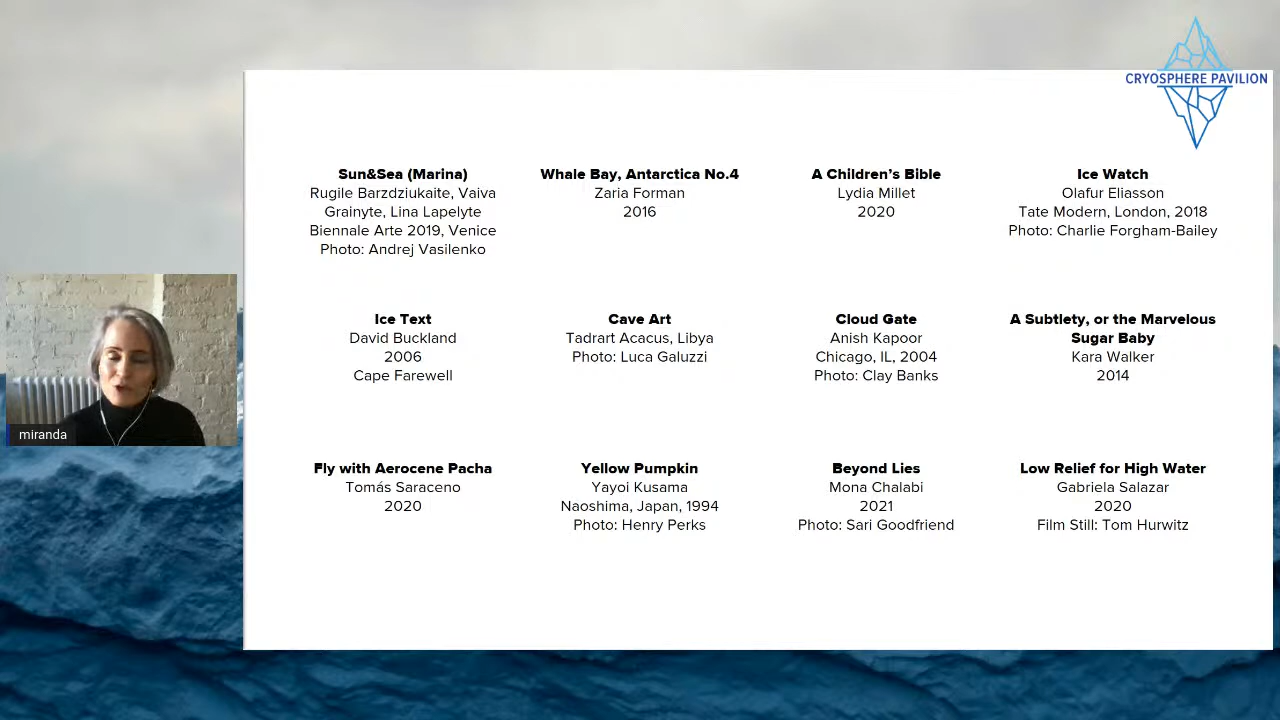 CRYOSPHERE PAVILION
Sun&Sea (Marina)
Rugile Barzdziukaite, Vaiva
Grainyte, Lina Lapelyte
Biennale Arte 2019, Venice
Photo: Andrej Vasilenko
Whale Bay, Antarctica No.4
Zaria Forman
2016
A Children’s Bible
Lydia Millet
2020
Ice Watch
Olafur Eliasson
Tate Modern, London, 2018
Photo: Charlie Forgham-Bailey
Ice Text
David Buckland
2006
Cape Farewell
Cave Art
Tadrart Acacus, Libya
Photo: Luca Galuzzi
Cloud Gate
Anish Kapoor
Chicago, IL, 2004
Photo: Clay Banks
A Subtlety, or the Marvelous
Sugar Baby
Kara Walker
2014
Fly with Aerocene Pacha
Tomás Saraceno
2020
Yellow Pumpkin
Yayoi Kusama
Naoshima, Japan, 1994
Photo: Henry Perks
Beyond Lies
Mona Chalabi
2021
Photo: Sari Goodfriend
Low Relief for High Water
Gabriela Salazar
2020
Film Still: Tom Hurwitz
miranda